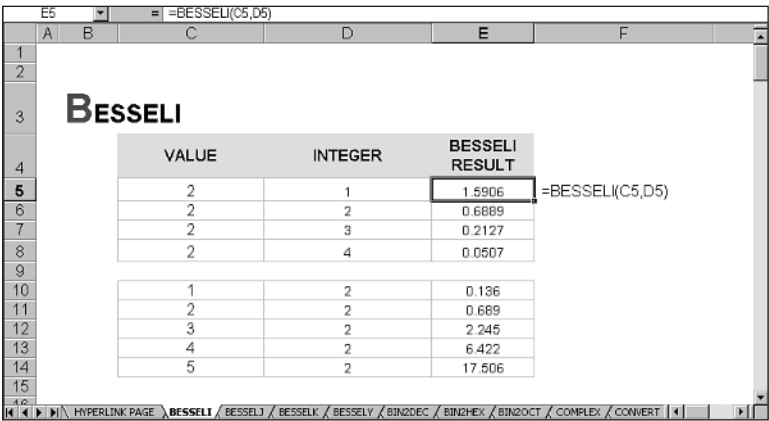 E5 = =BESSELI(C5,D5)
A B C D E F
1
2
3 BESSELI
4 VALUE INTEGER BESSELI RESULT
5 2 1 1.5906 =BESSELI(C5,D5)
6 2 2 0.6889
7 2 3 0.2127
8 2 4 0.0507
9
10 1 2 0.136
11 2 2 0.689
12 3 2 2.245
13 4 2 6.422
14 5 2 17.506
15
16
HYPERLINK PAGE BESSELI BESSELJ BESSELK BESSELY BIN2DEC BIN2HEX BIN2OCT COMPLEX CONVERT